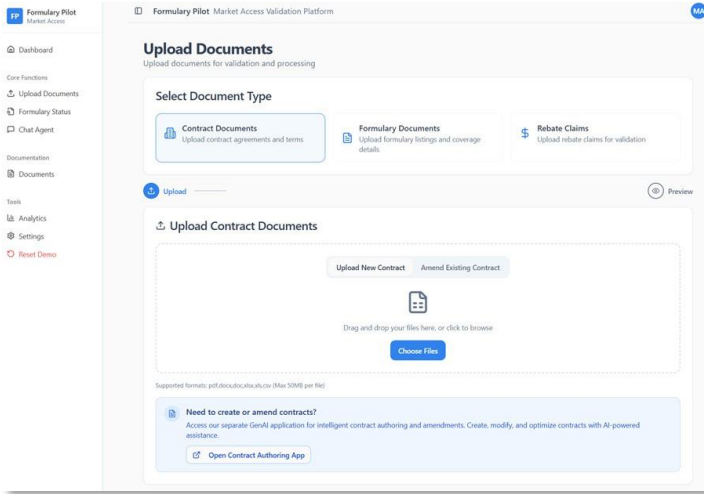 FP
Formulary Pilot
Market Access
Dashboard
Core Functions
Upload Documents
Formulary Status
Chat Agent
Documentation
Documents
Tools
Analytics
Settings
Reset Demo
Formulary Pilot Market Access Validation Platform
MA
Upload Documents
Upload documents for validation and processing
Select Document Type
Contract Documents
Upload contract agreements and terms
Formulary Documents
Upload formulary listings and coverage
details
Rebate Claims
Upload rebate claims for validation
Upload
Preview
Upload Contract Documents
Upload New Contract
Amend Existing Contract
Drag and drop your files here, or click to browse
Choose Files
Supported formats: pdf,docx,doc,xlsx,xls,csv (Max 50MB per file)
Need to create or amend contracts?
Access our separate GenAI application for intelligent contract authoring and amendments. Create, modify, and optimize contracts with AI-powered
assistance.
Open Contract Authoring App